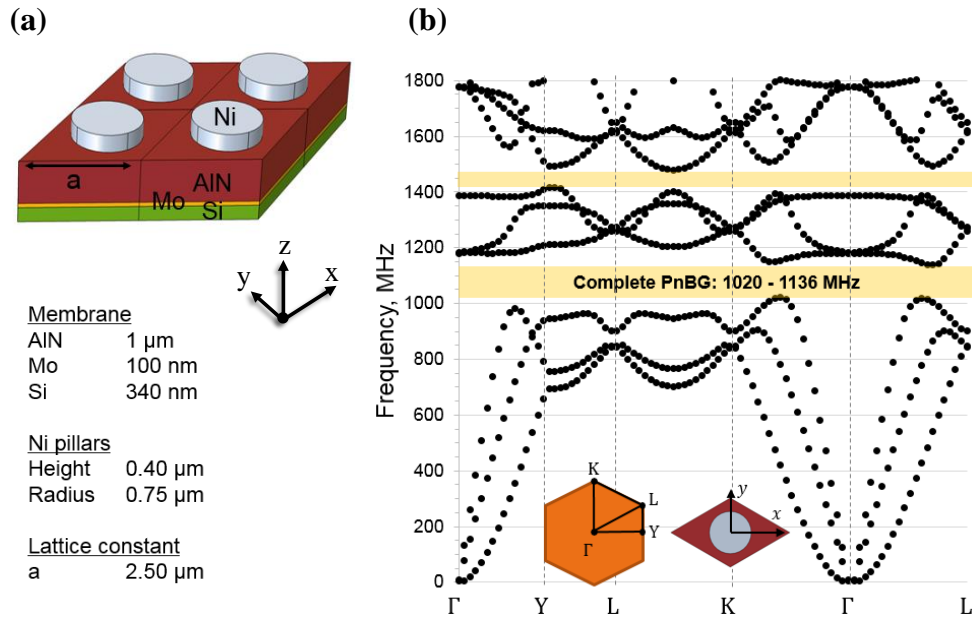 (a)
Ni
a
AlN
Mo
Si
z
y
x
Membrane
AlN 1 µm
Mo 100 nm
Si 340 nm
Ni pillars
Height 0.40 µm
Radius 0.75 µm
Lattice constant
a 2.50 µm
(b)
Frequency, MHz
1800
1600
1400
1200
1000
800
600
400
200
0
Complete PnBG: 1020 - 1136 MHz
K
L
Y
Γ
y
x
Γ Y L K Γ L